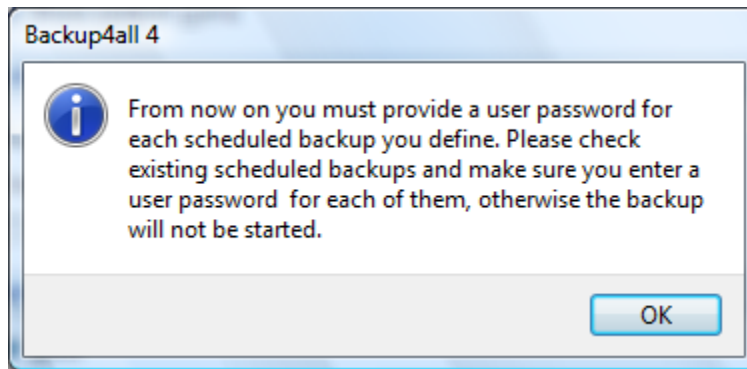 Backup4all 4
From now on you must provide a user password for
each scheduled backup you define. Please check
existing scheduled backups and make sure you enter a
user password  for each of them, otherwise the backup
will not be started.
OK